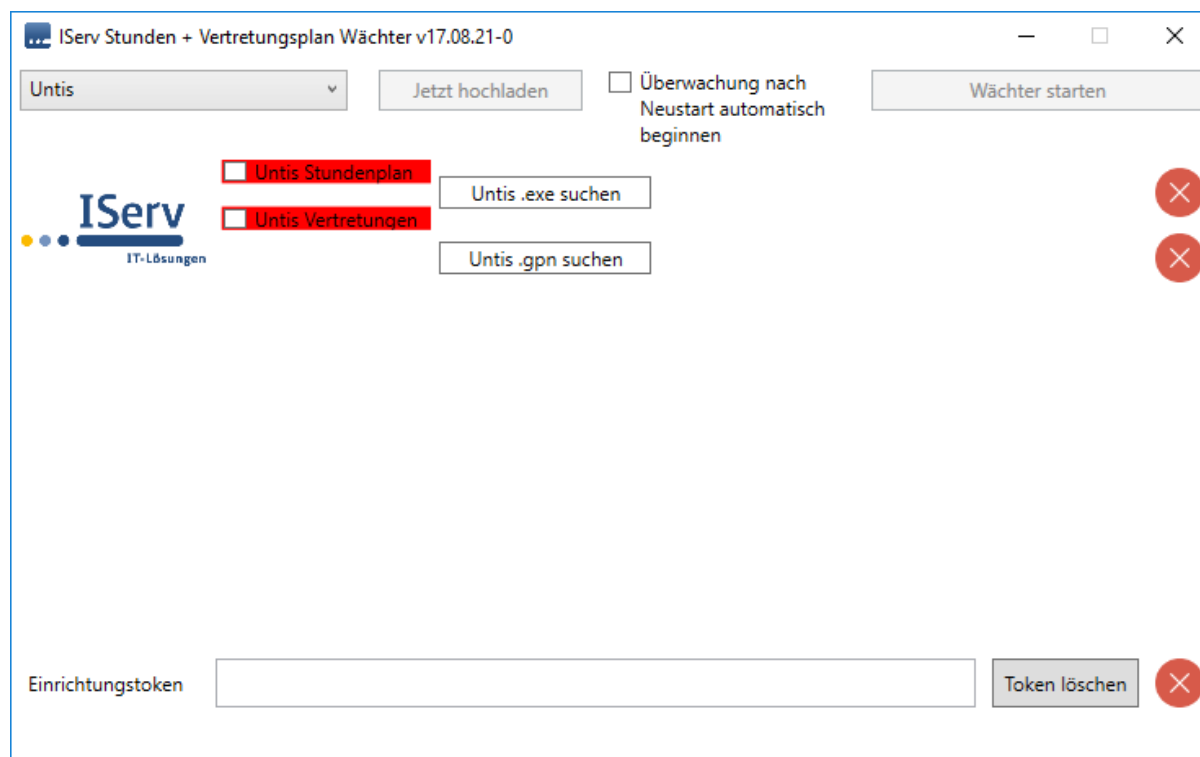 IServ Stunden + Vertretungsplan Wächter v17.08.21-0
Untis
Jetzt hochladen
Überwachung nach
Neustart automatisch
beginnen
Wächter starten
IServ
IT-Lösungen
Untis Stundenplan
Untis Vertretungen
Untis .exe suchen
Untis .gpn suchen
Einrichtungstoken
Token löschen